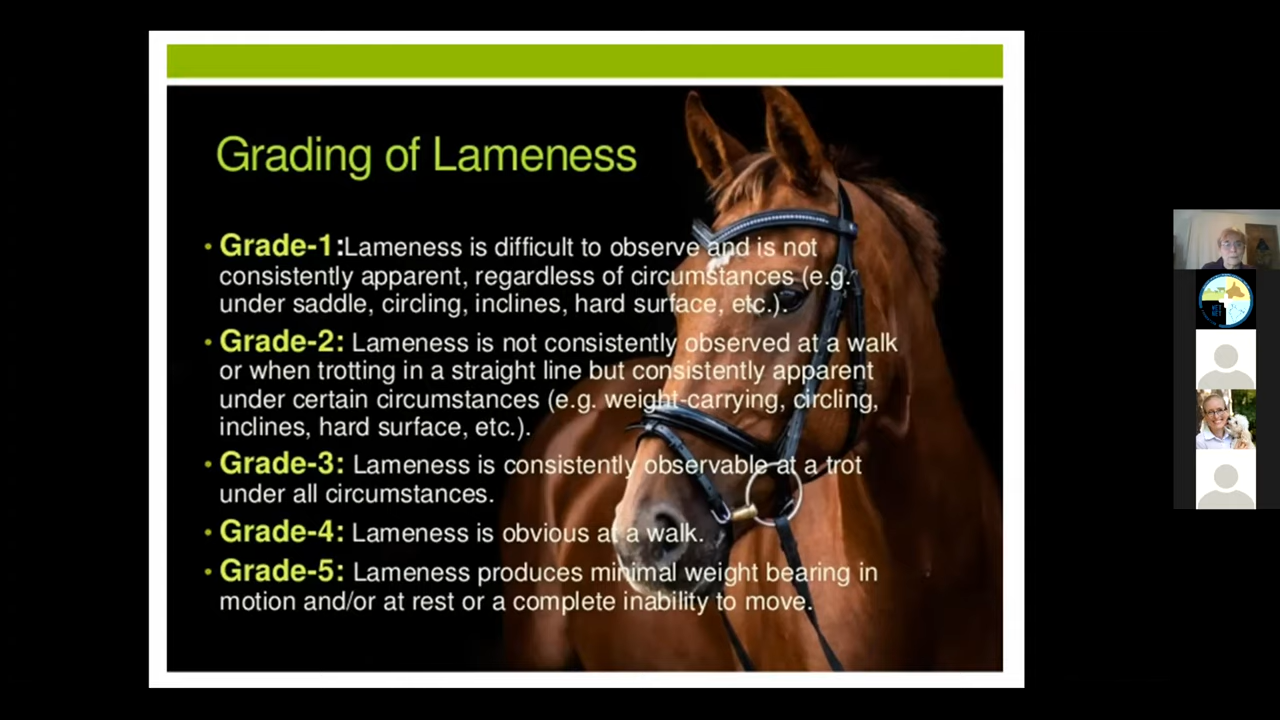 Grading of Lameness
• Grade-1:Lameness is difficult to observe and is not
consistently apparent, regardless of circumstances (e.g.
under saddle, circling, inclines, hard surface, etc.).
• Grade-2: Lameness is not consistently observed at a walk
or when trotting in a straight line but consistently apparent
under certain circumstances (e.g. weight-carrying, circling,
inclines, hard surface, etc.).
• Grade-3: Lameness is consistently observable at a trot
under all circumstances.
• Grade-4: Lameness is obvious at a walk.
• Grade-5: Lameness produces minimal weight bearing in
motion and/or at rest or a complete inability to move.